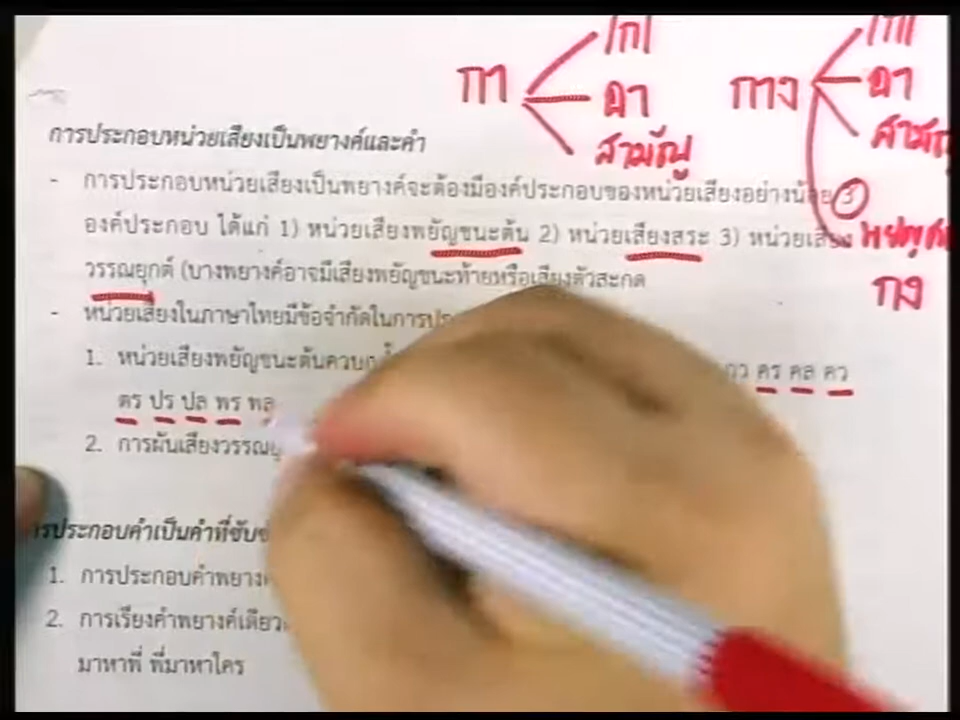 /ก/
/ก/
กา
อา
กาง
อา
สามัญ
การประกอบหน่วยเสียงเป็นพยางค์และคำ
- การประกอบหน่วยเสียงเป็นพยางค์จะต้องมีองค์ประกอบของหน่วยเสียงอย่างน้อย 3
องค์ประกอบ ได้แก่ 1) หน่วยเสียงพยัญชนะต้น 2) หน่วยเสียงสระ 3) หน่วยเสียง
วรรณยุกต์ (บางพยางค์อาจมีเสียงพยัญชนะท้ายหรือเสียงตัวสะกด
กง
- หน่วยเสียงในภาษาไทยมีข้อจำกัดในการ
1. หน่วยเสียงพยัญชนะต้นควบ คร คล คว
ตร ปร ปล พร พล
2. การผันเสียงวรรณ
การประกอบคำเป็นคำที่ซับ
1. การประกอบคำพยาง
2. การเรียงคำพยางค์เดียว
มาหาพี่ พี่มาหาใคร